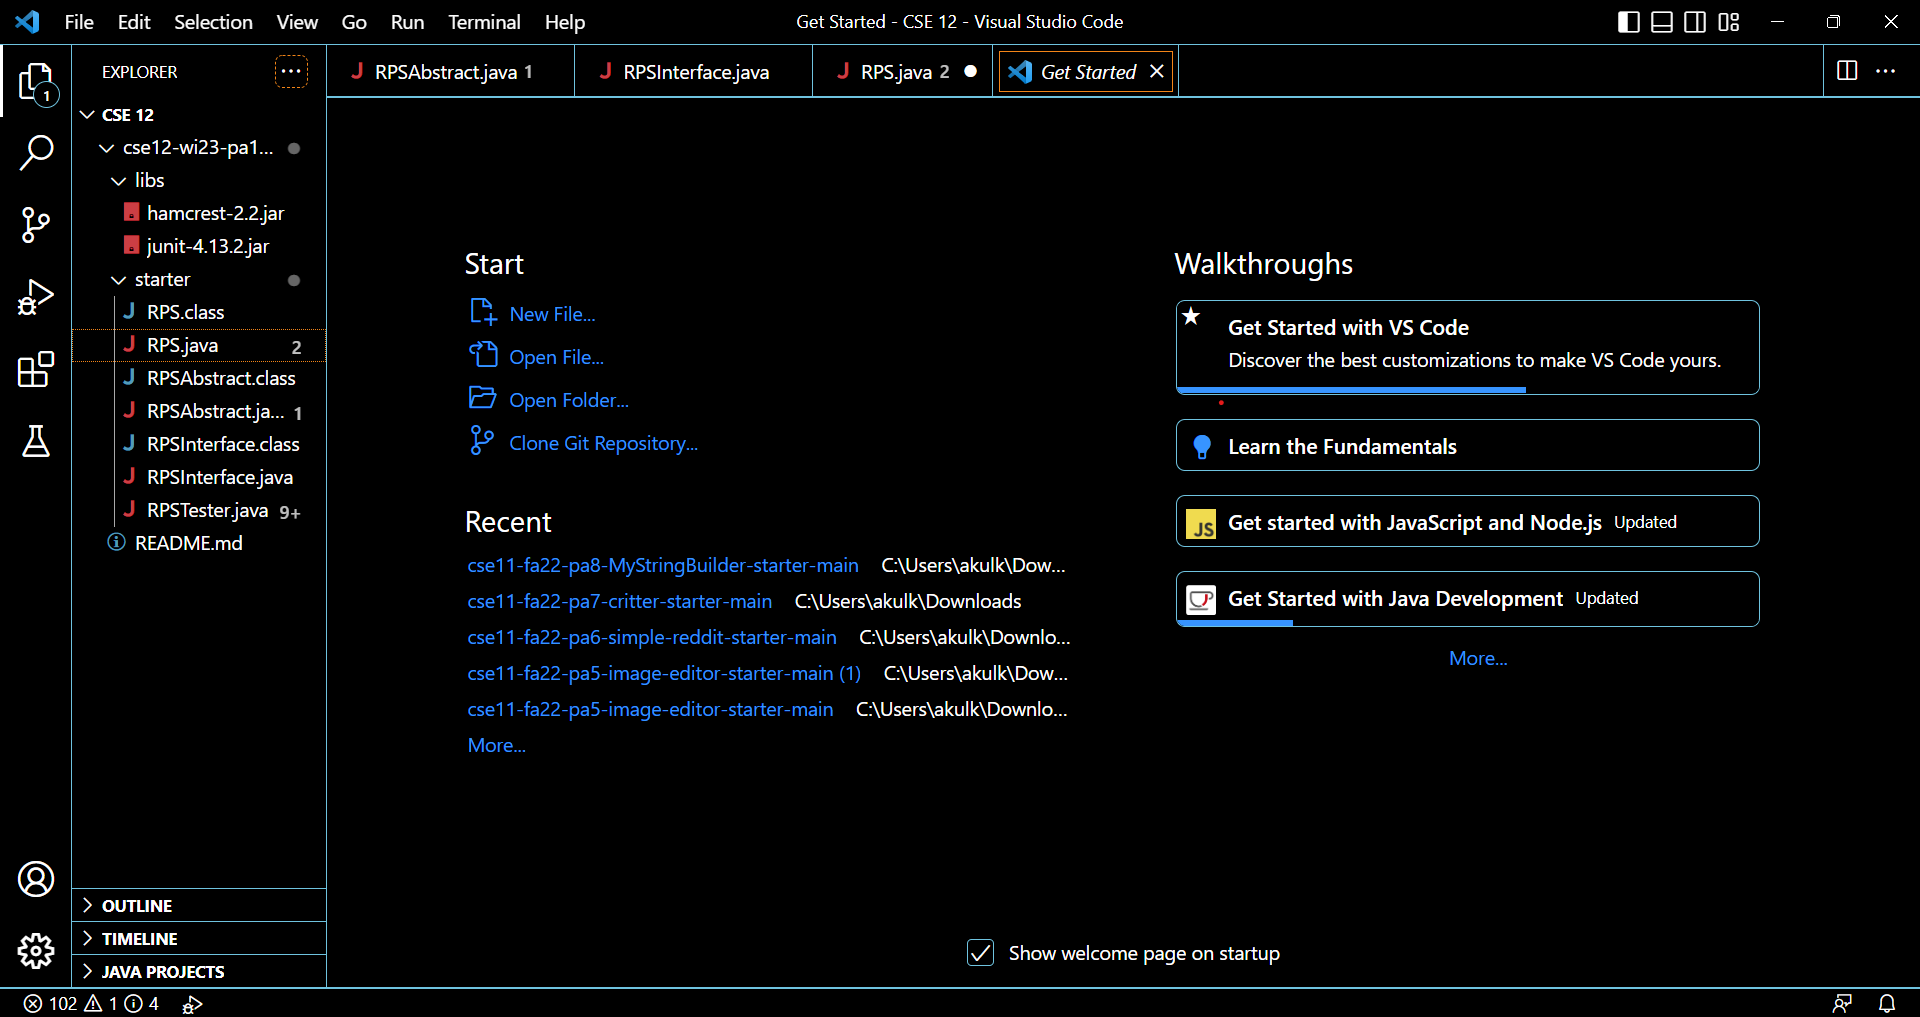 File Edit Selection View Go Run Terminal Help
Get Started - CSE 12 - Visual Studio Code
EXPLORER
RPSAbstract.java 1
RPSInterface.java
RPS.java 2
Get Started
1
CSE 12
cse12-wi23-pa1...
libs
hamcrest-2.2.jar
junit-4.13.2.jar
starter
RPS.class
RPS.java 2
RPSAbstract.class
RPSAbstract.ja... 1
RPSInterface.class
RPSInterface.java
RPSTester.java 9+
README.md
OUTLINE
TIMELINE
JAVA PROJECTS
Start
New File...
Open File...
Open Folder...
Clone Git Repository...
Recent
cse11-fa22-pa8-MyStringBuilder-starter-main C:\Users\akulk\Dow...
cse11-fa22-pa7-critter-starter-main C:\Users\akulk\Downloads
cse11-fa22-pa6-simple-reddit-starter-main C:\Users\akulk\Downlo...
cse11-fa22-pa5-image-editor-starter-main (1) C:\Users\akulk\Dow...
cse11-fa22-pa5-image-editor-starter-main C:\Users\akulk\Downlo...
More...
Walkthroughs
Get Started with VS Code
Discover the best customizations to make VS Code yours.
Learn the Fundamentals
JS Get started with JavaScript and Node.js Updated
Get Started with Java Development Updated
More...
Show welcome page on startup
102 1 4